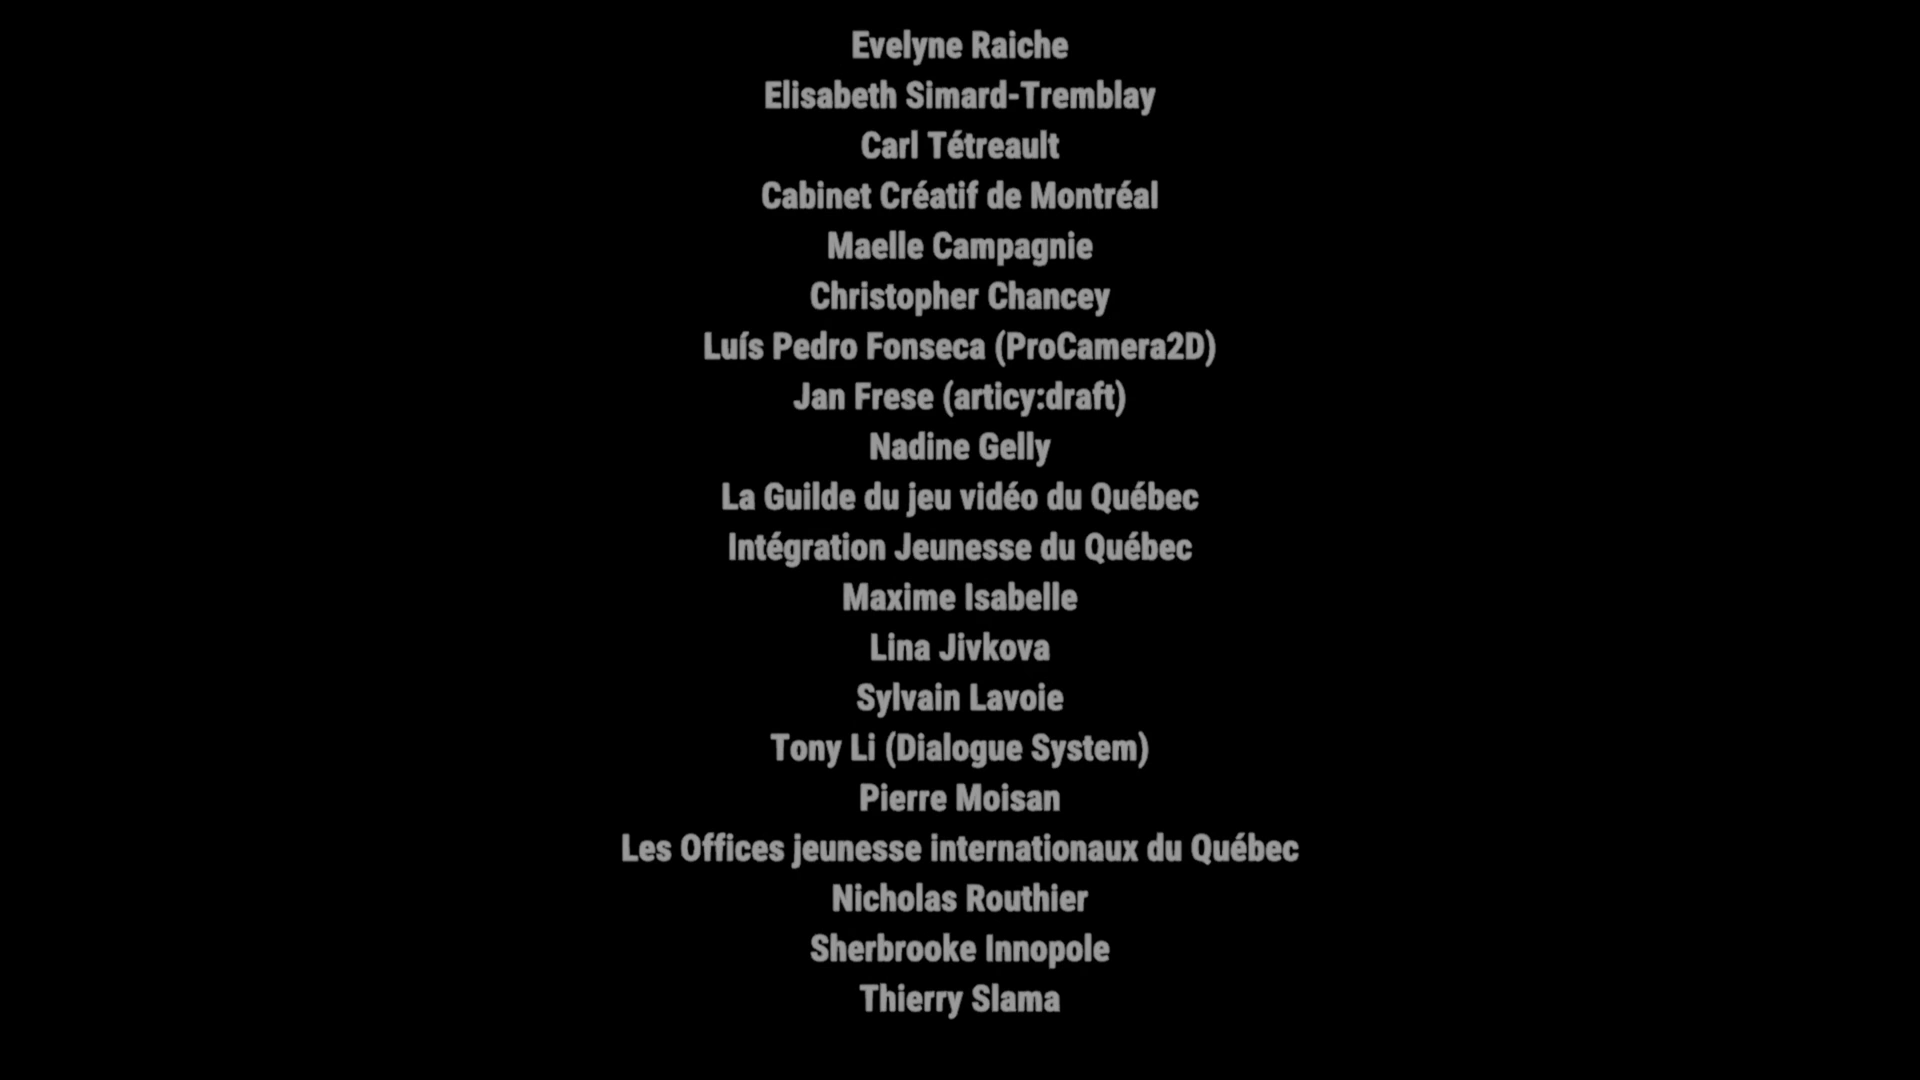 Evelyne Raiche
Elisabeth Simard-Tremblay
Carl Tétreault
Cabinet Créatif de Montréal
Maelle Campagnie
Christopher Chancey
Luís Pedro Fonseca (ProCamera2D)
Jan Frese (articy:draft)
Nadine Gelly
La Guilde du jeu vidéo du Québec
Intégration Jeunesse du Québec
Maxime Isabelle
Lina Jivkova
Sylvain Lavoie
Tony Li (Dialogue System)
Pierre Moisan
Les Offices jeunesse internationaux du Québec
Nicholas Routhier
Sherbrooke Innopole
Thierry Slama